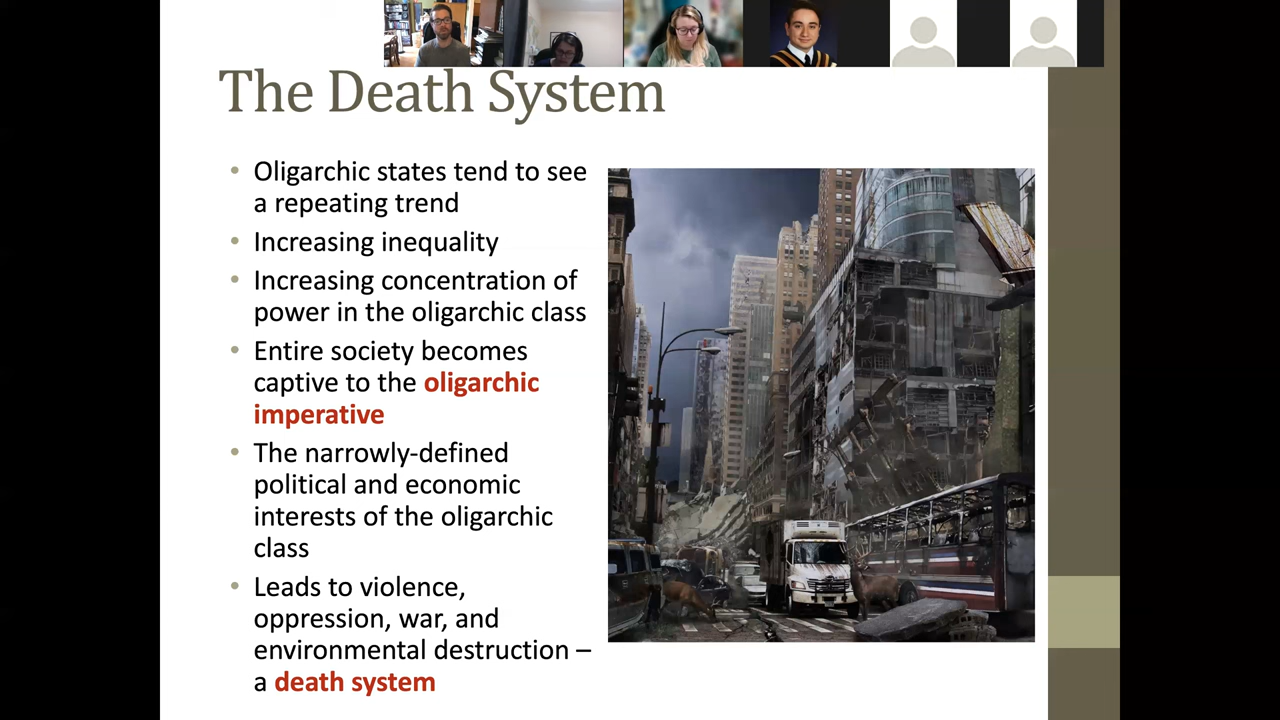 The Death System
• Oligarchic states tend to see
a repeating trend
• Increasing inequality
• Increasing concentration of
power in the oligarchic class
• Entire society becomes
captive to the oligarchic
imperative
• The narrowly-defined
political and economic
interests of the oligarchic
class
• Leads to violence,
oppression, war, and
environmental destruction –
a death system